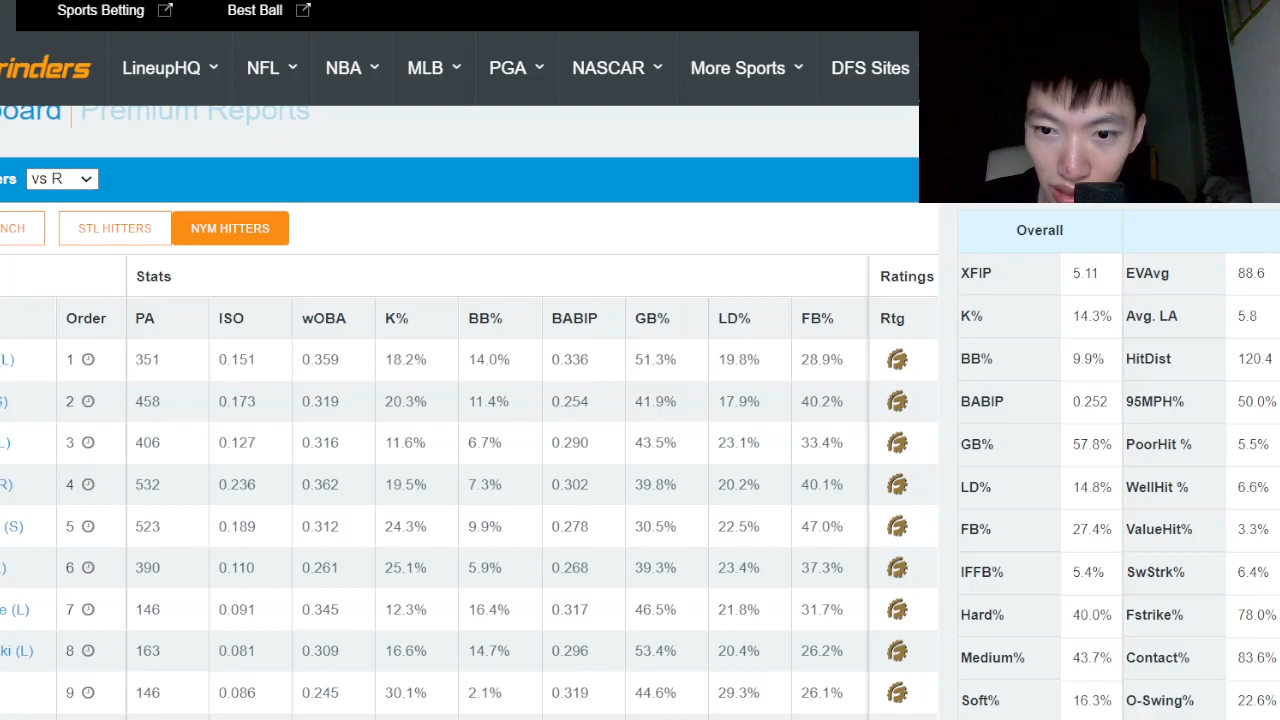 Sports Betting Best Ball
rinders LineupHQ NFL NBA MLB PGA NASCAR More Sports DFS Sites
board | Premium Reports
ers vs R
NCH STL HITTERS NYM HITTERS
Stats Ratings
Order PA ISO wOBA K% BB% BABIP GB% LD% FB% Rtg
(L) 1 351 0.151 0.359 18.2% 14.0% 0.336 51.3% 19.8% 28.9%
S) 2 458 0.173 0.319 20.3% 11.4% 0.254 41.9% 17.9% 40.2%
L) 3 406 0.127 0.316 11.6% 6.7% 0.290 43.5% 23.1% 33.4%
R) 4 532 0.236 0.362 19.5% 7.3% 0.302 39.8% 20.2% 40.1%
(S) 5 523 0.189 0.312 24.3% 9.9% 0.278 30.5% 22.5% 47.0%
) 6 390 0.110 0.261 25.1% 5.9% 0.268 39.3% 23.4% 37.3%
e (L) 7 146 0.091 0.345 12.3% 16.4% 0.317 46.5% 21.8% 31.7%
ki (L) 8 163 0.081 0.309 16.6% 14.7% 0.296 53.4% 20.4% 26.2%
9 146 0.086 0.245 30.1% 2.1% 0.319 44.6% 29.3% 26.1%
Overall
XFIP 5.11 EVAvg 88.6
K% 14.3% Avg. LA 5.8
BB% 9.9% HitDist 120.4
BABIP 0.252 95MPH% 50.0%
GB% 57.8% PoorHit % 5.5%
LD% 14.8% WellHit % 6.6%
FB% 27.4% ValueHit% 3.3%
IFFB% 5.4% SwStrk% 6.4%
Hard% 40.0% Fstrike% 78.0%
Medium% 43.7% Contact% 83.6%
Soft% 16.3% O-Swing% 22.6%